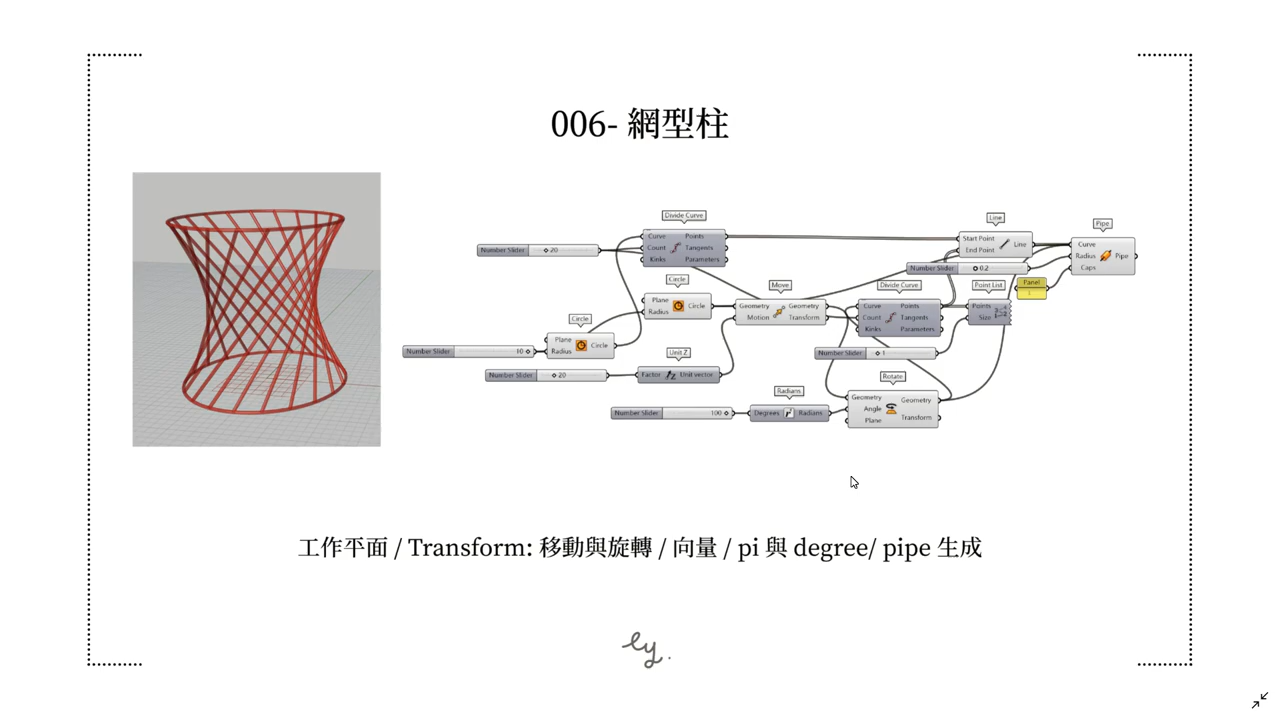 006- 網型柱
Divide Curve
Line
Pipe
Number Slider 20
Curve Points
Count Tangents
Kinks Parameters
Start Point Line
End Point
Curve
Radius Pipe
Caps
Number Slider 0.2
Panel
Circle
Move
Divide Curve
Point List
Plane
Radius Circle
Geometry Geometry
Motion Transform
Curve Points
Count Tangents
Kinks Parameters
Points
Size
Circle
Plane
Radius Circle
Number Slider 10
Unit Z
Number Slider 1
Number Slider 20
Factor Unit vector
Rotate
Radians
Number Slider 100
Degrees Radians
Geometry Geometry
Angle
Plane Transform
工作平面 / Transform: 移動與旋轉 / 向量 / pi 與 degree/ pipe 生成
ly.